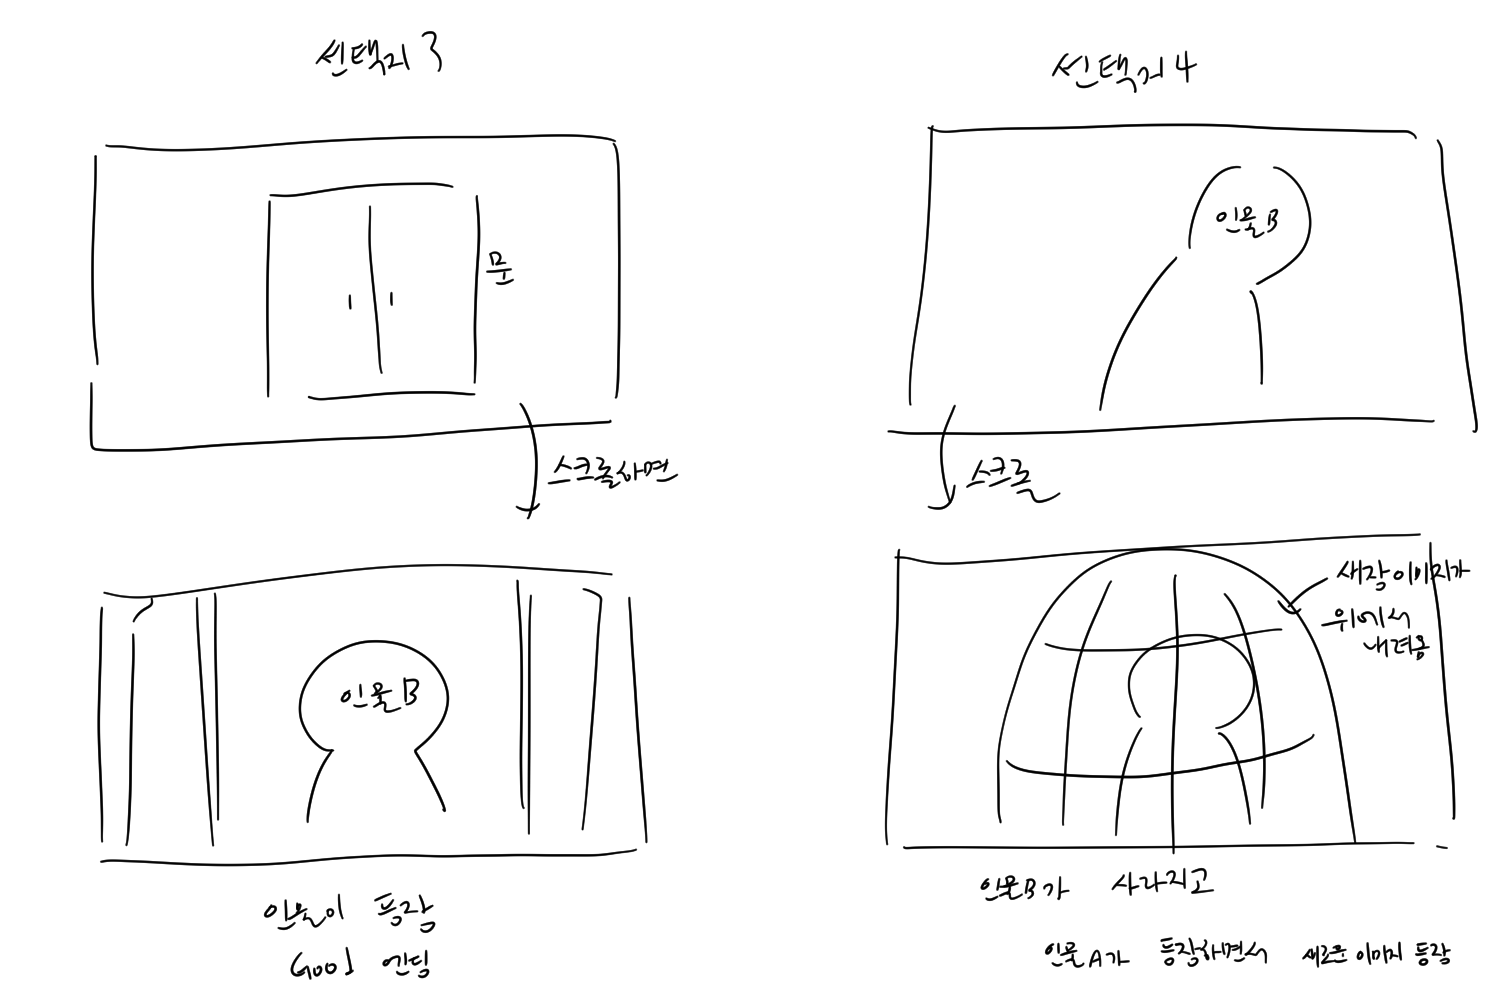 선택지 3
문
스크롤하면
인물B
인물이 등장
Good 엔딩
선택지 4
인물B
스크롤
새장 이미지가
위에서
내려옴
인물B가 사라지고
인물A가 등장하면서 새로운 이미지 등장